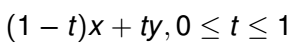 (1 − t)x + ty, 0 ≤ t ≤ 1